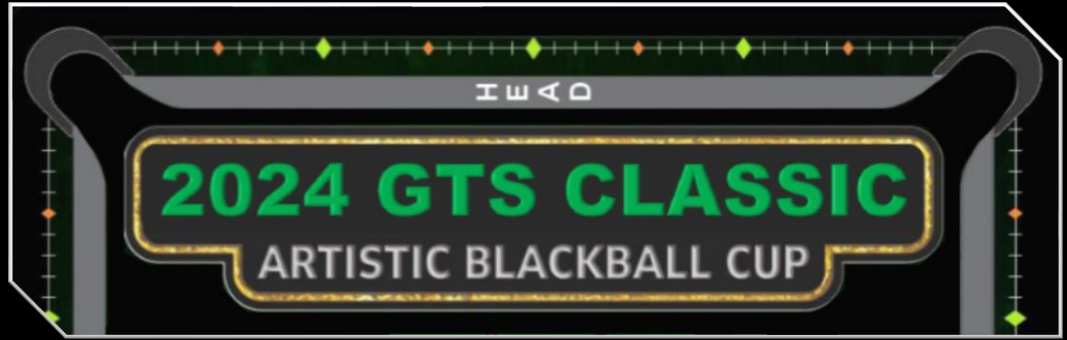 HEAD
2024 GTS CLASSIC
ARTISTIC BLACKBALL CUP